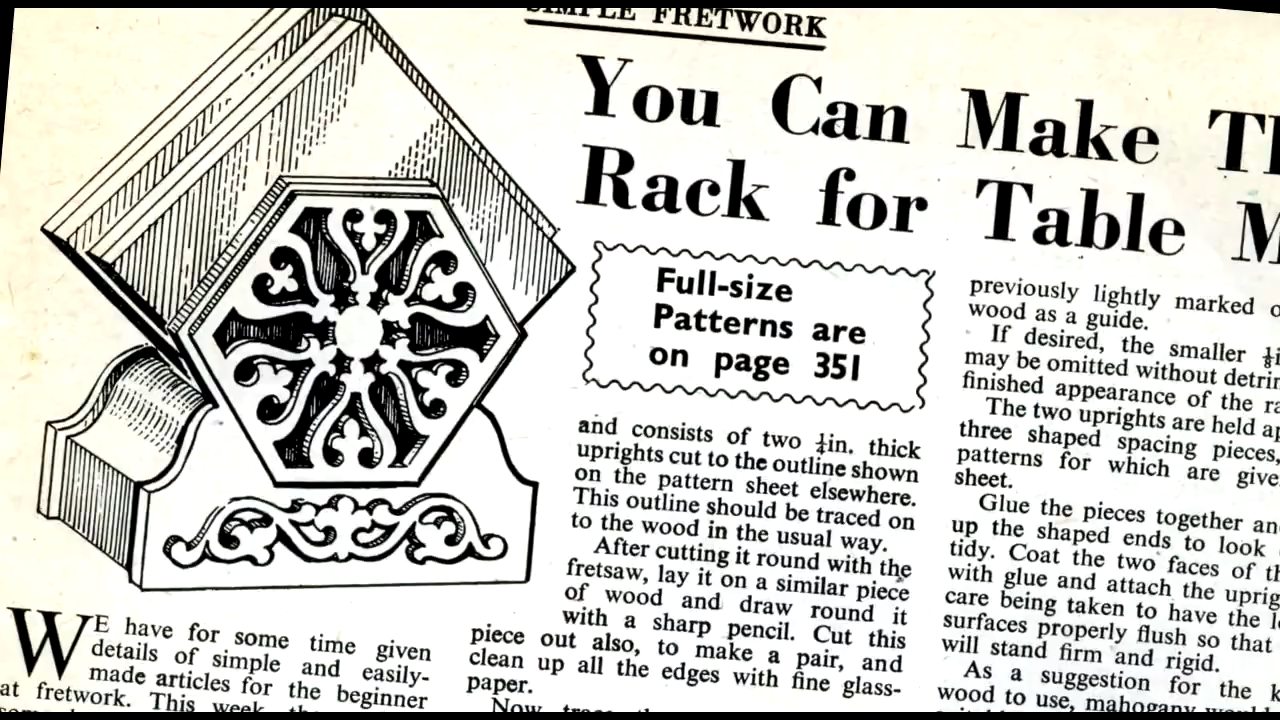 SIMPLE FRETWORK
You Can Make
Rack for Table
Full-size
Patterns are
on page 351
WE have for some time given
details of simple and easily-
made articles for the beginner
at fretwork. This week
and consists of two ¼in. thick
uprights cut to the outline shown
on the pattern sheet elsewhere.
This outline should be traced on
to the wood in the usual way.
After cutting it round with the
fretsaw, lay it on a similar piece
of wood and draw round it
with a sharp pencil. Cut this
piece out also, to make a pair, and
clean up all the edges with fine glass-
paper.
Now
previously lightly marked
wood as a guide.
If desired, the smaller
may be omitted without
finished appearance of the
The two uprights are held
three shaped spacing pieces,
patterns for which are
sheet.
Glue the pieces together
up the shaped ends to look
tidy. Coat the two faces of
with glue and attach the
care being taken to have the
surfaces properly flush so that
will stand firm and rigid.
As a suggestion for the
wood to use, mahogany